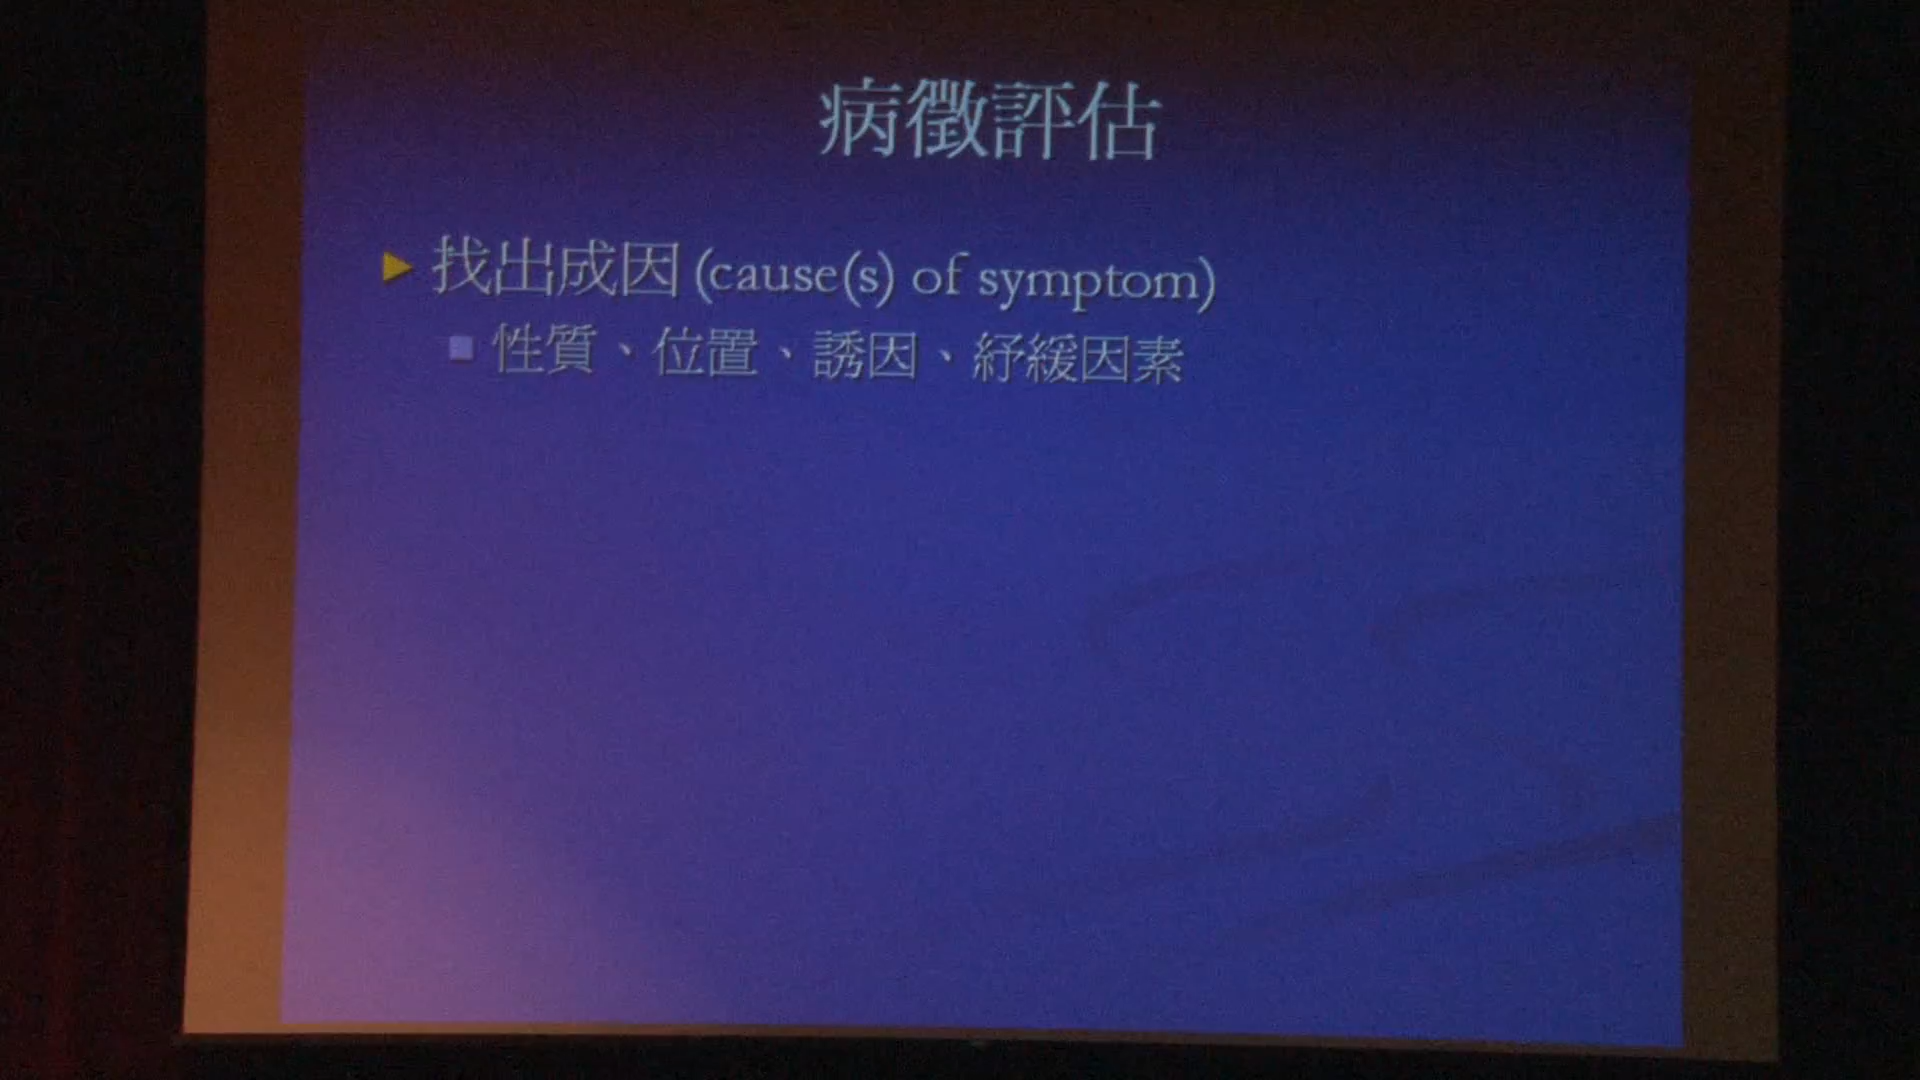 病徵評估
找出成因 (cause(s) of symptom)
性質、位置、誘因、紓緩因素